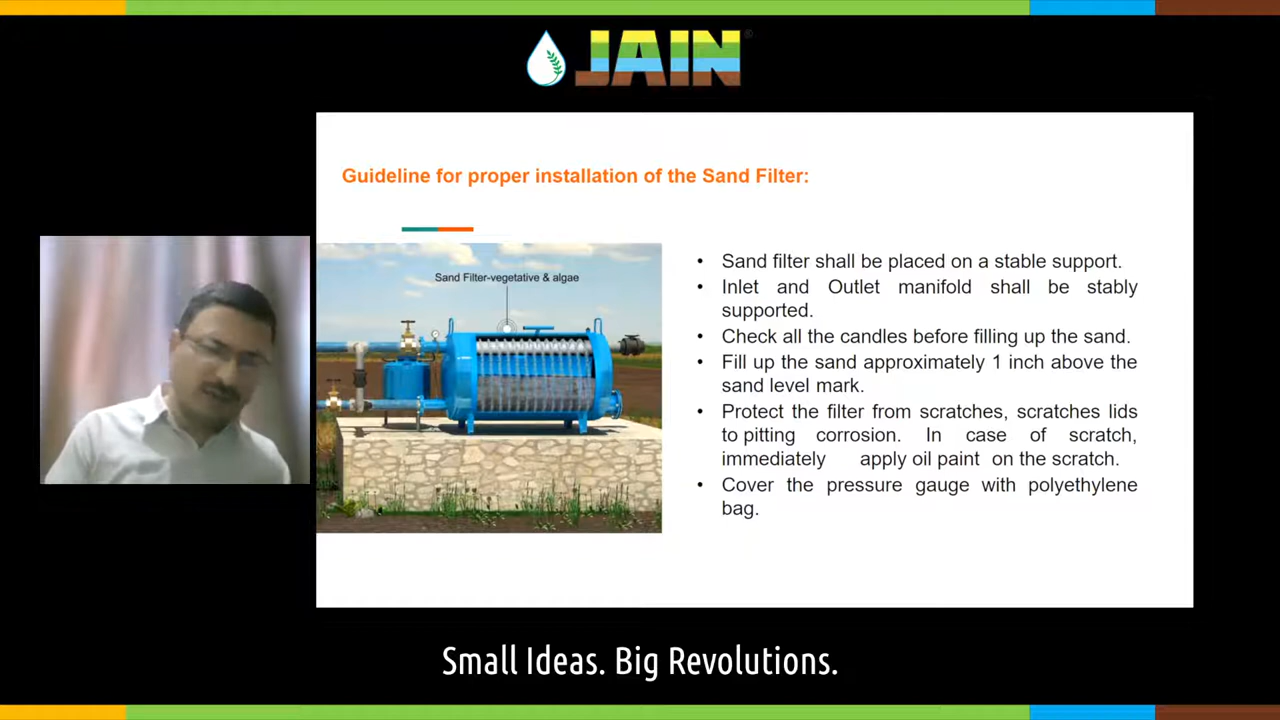 JAIN®
Guideline for proper installation of the Sand Filter:
Sand Filter-vegetative & algae
• Sand filter shall be placed on a stable support.
• Inlet and Outlet manifold shall be stably
supported.
• Check all the candles before filling up the sand.
• Fill up the sand approximately 1 inch above the
sand level mark.
• Protect the filter from scratches, scratches lids
to pitting corrosion. In case of scratch,
immediately apply oil paint on the scratch.
• Cover the pressure gauge with polyethylene
bag.
Small Ideas. Big Revolutions.